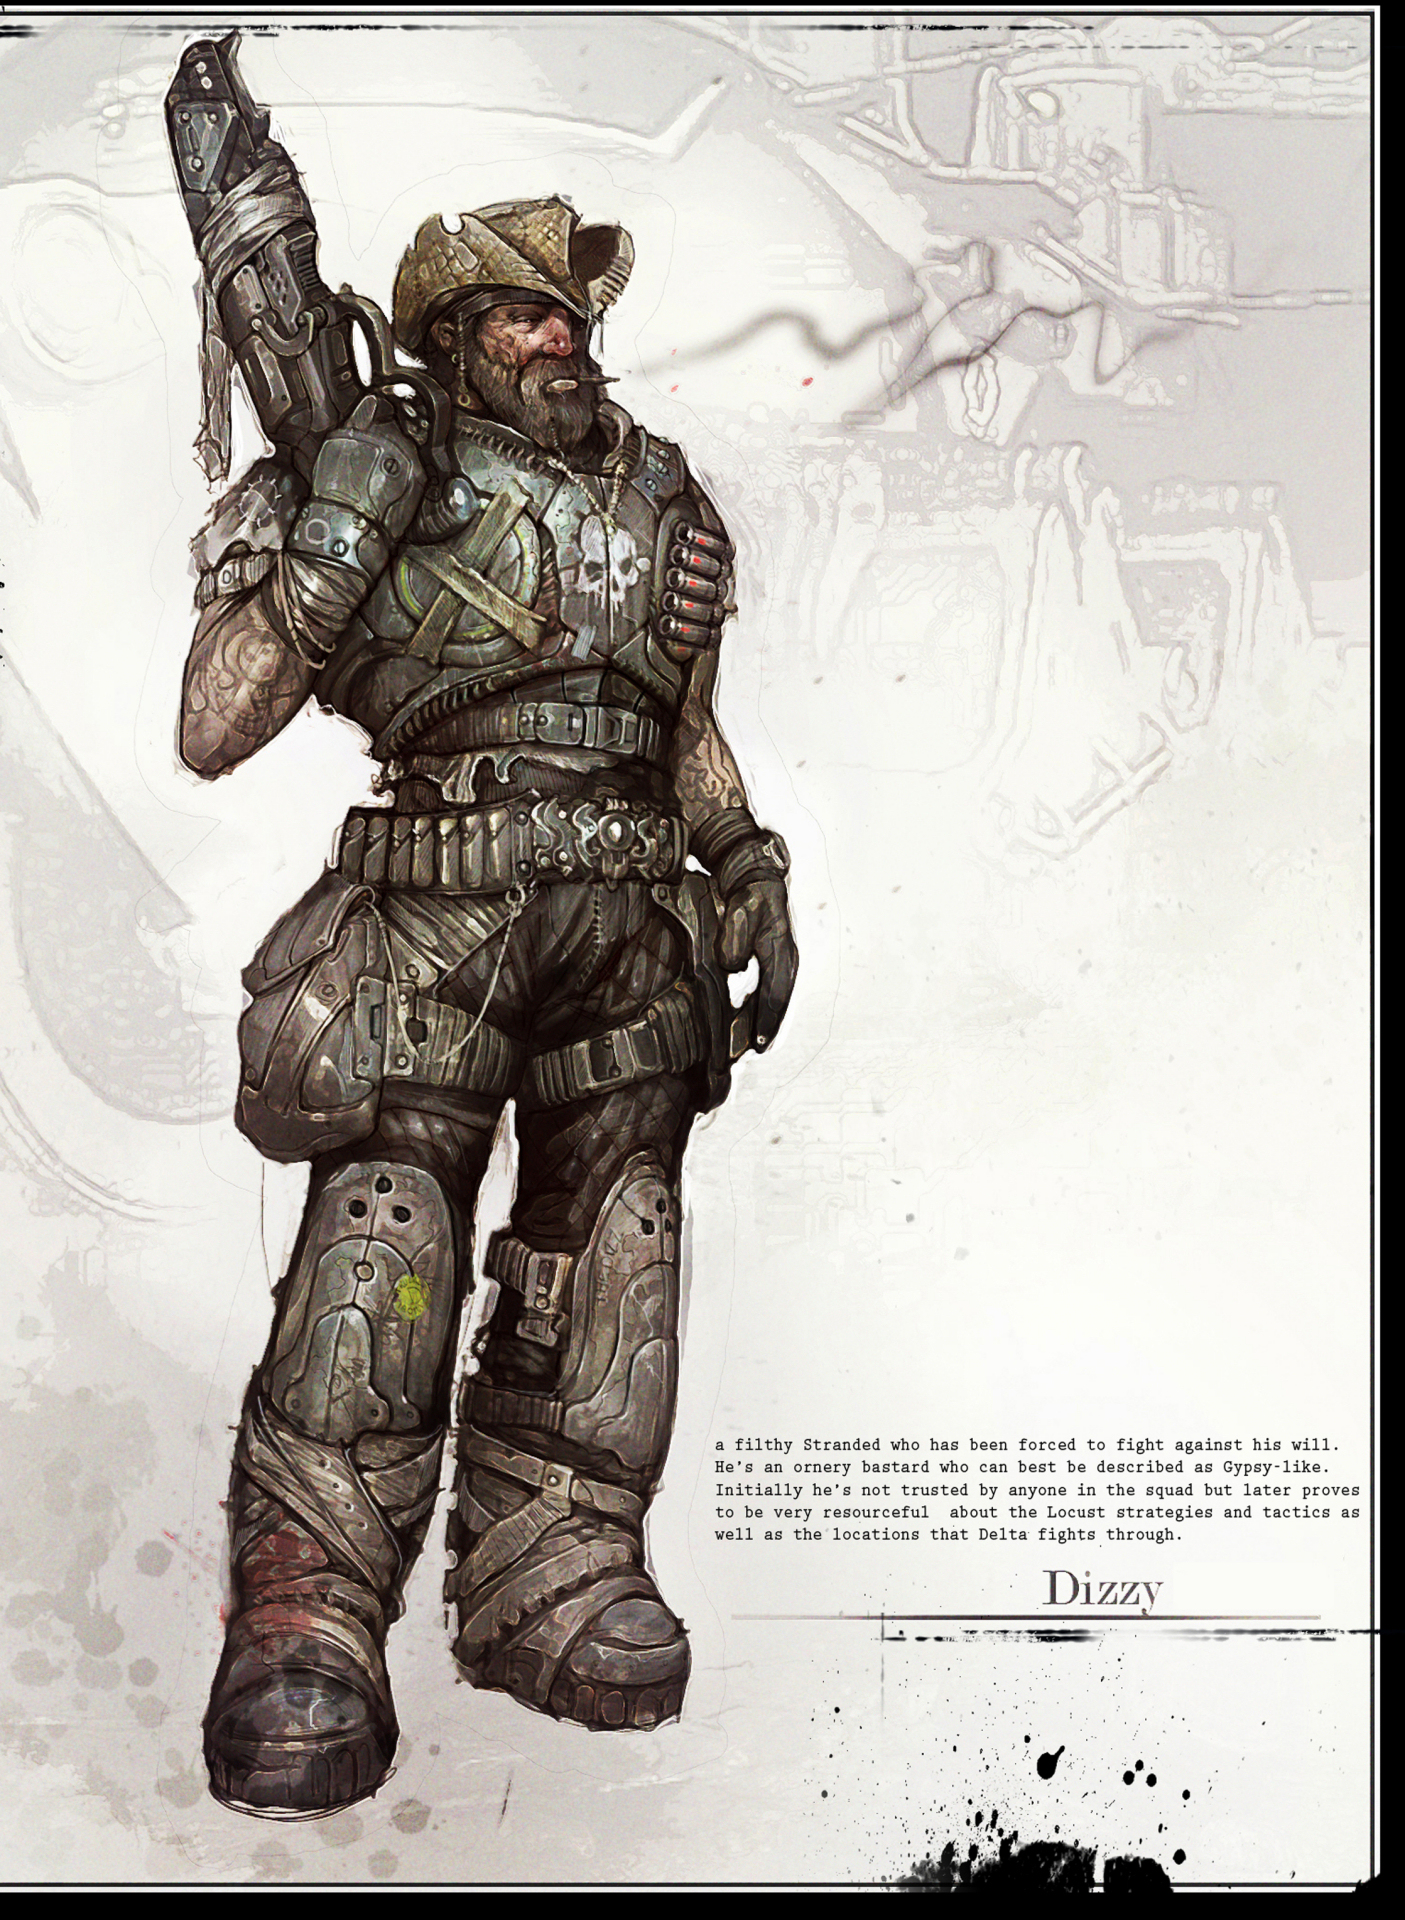 a filthy Stranded who has been forced to fight against his will.
He's an ornery bastard who can best be described as Gypsy-like.
Initially he's not trusted by anyone in the squad but later proves
to be very resourceful  about the Locust strategies and tactics as
well as the locations that Delta fights through.
Dizzy